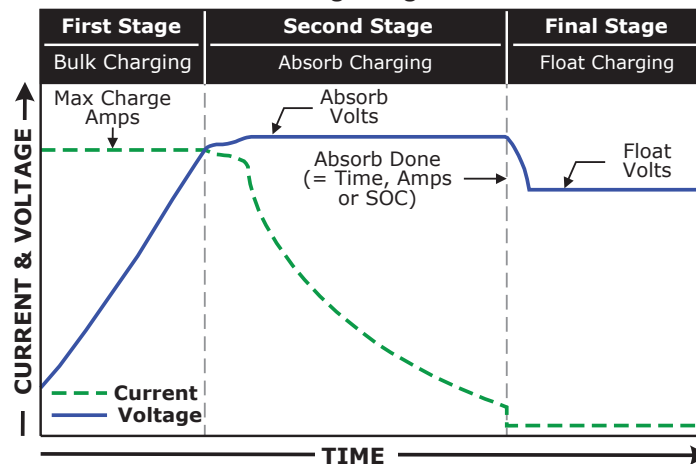 First Stage
Second Stage
Final Stage
Bulk Charging
Absorb Charging
Float Charging
Max Charge
Amps
Absorb
Volts
Absorb Done
(= Time, Amps
or SOC)
Float
Volts
CURRENT & VOLTAGE
Current
Voltage
TIME